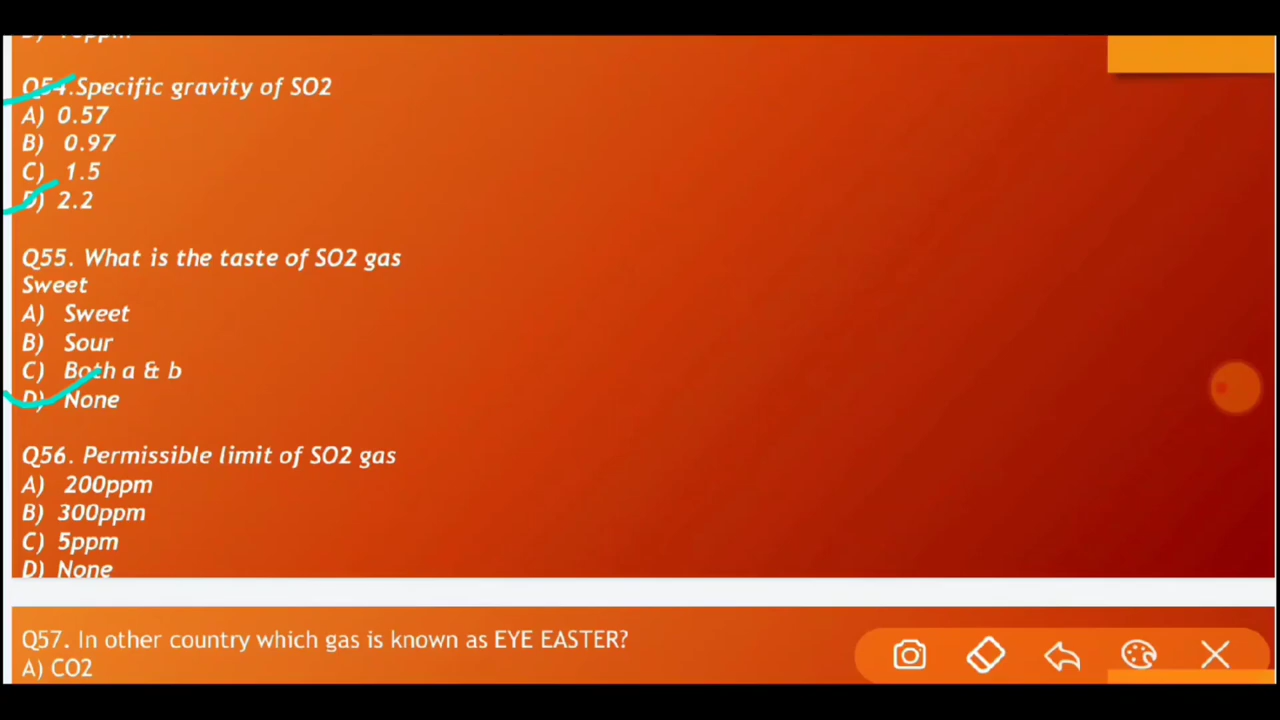 Q54.Specific gravity of SO2
A) 0.57
B) 0.97
C) 1.5
D) 2.2
Q55. What is the taste of SO2 gas
Sweet
A) Sweet
B) Sour
C) Both a & b
D) None
Q56. Permissible limit of SO2 gas
A) 200ppm
B) 300ppm
C) 5ppm
D) None
Q57. In other country which gas is known as EYE EASTER?
A) CO2